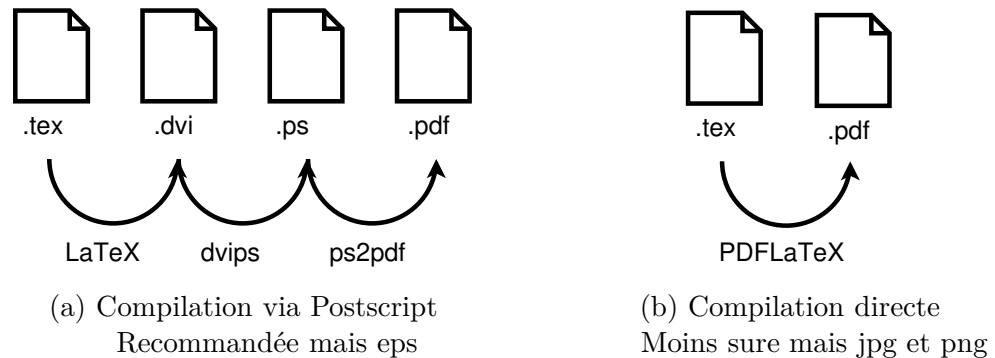 .tex .dvi .ps .pdf
LaTeX dvips ps2pdf
(a) Compilation via Postscript
Recommandée mais eps
.tex .pdf
PDFLaTeX
(b) Compilation directe
Moins sure mais jpg et png